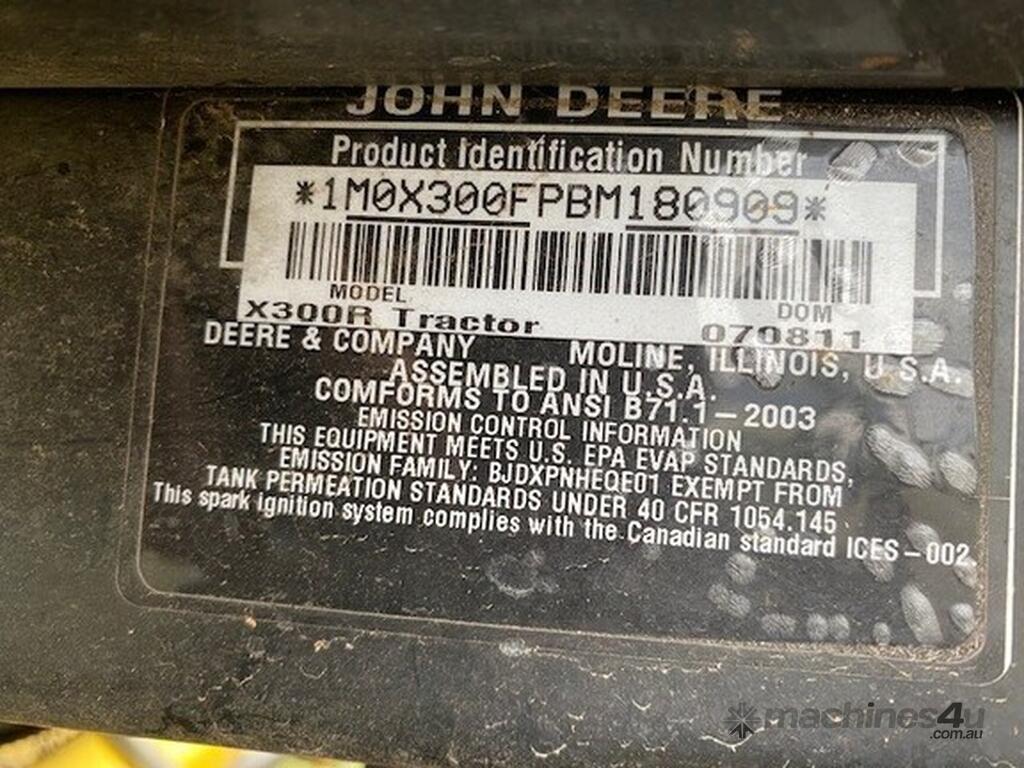 JOHN DEERE
Product Identification Number
*1M0X300FPBM180909*
MODEL DOM
X300R Tractor 070811
DEERE & COMPANY MOLINE, ILLINOIS, U S.A.
ASSEMBLED IN U.S.A.
COMFORMS TO ANSI B71.1-2003
EMISSION CONTROL INFORMATION
THIS EQUIPMENT MEETS U.S. EPA EVAP STANDARDS,
EMISSION FAMILY: BJDXPNHEQE01 EXEMPT FROM
TANK PERMEATION STANDARDS UNDER 40 CFR 1054.145
This spark ignition system complies with the Canadian standard ICES-002.
machines4u
.com.au